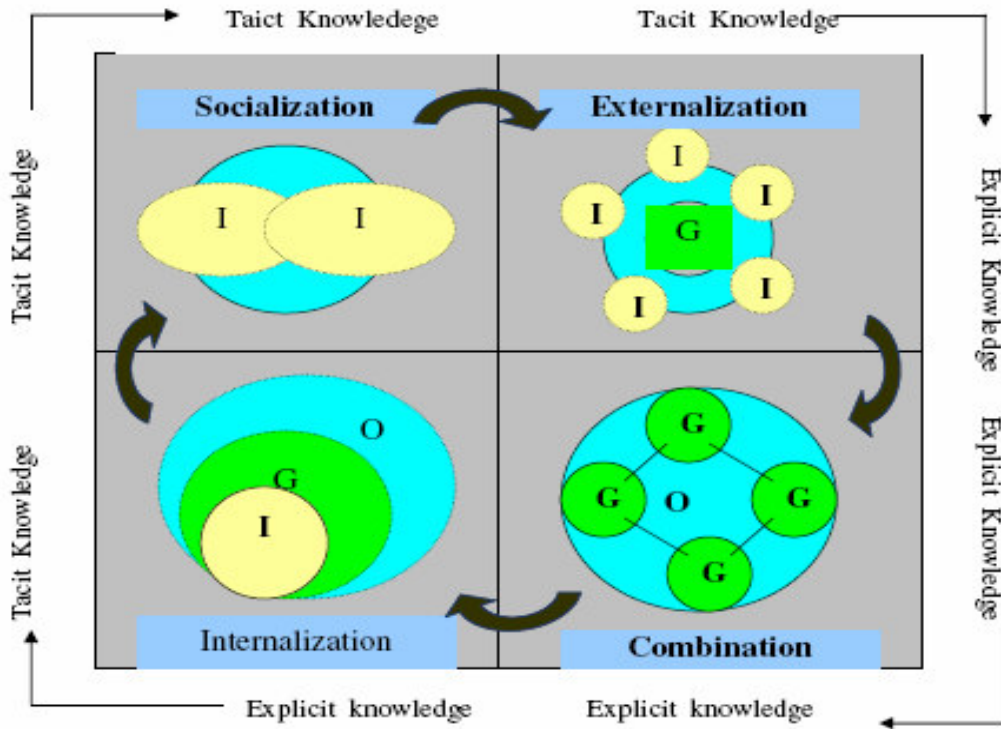 Taict Knowledege
Tacit Knowledge
Socialization
Externalization
Tacit Knowledge
I
I
I
I
I
I
I
G
Explicit Knowledge
Tacit Knowledge
O
G
I
G
G
O
G
G
Explicit Knowledge
Internalization
Combination
Explicit knowledge
Explicit knowledge